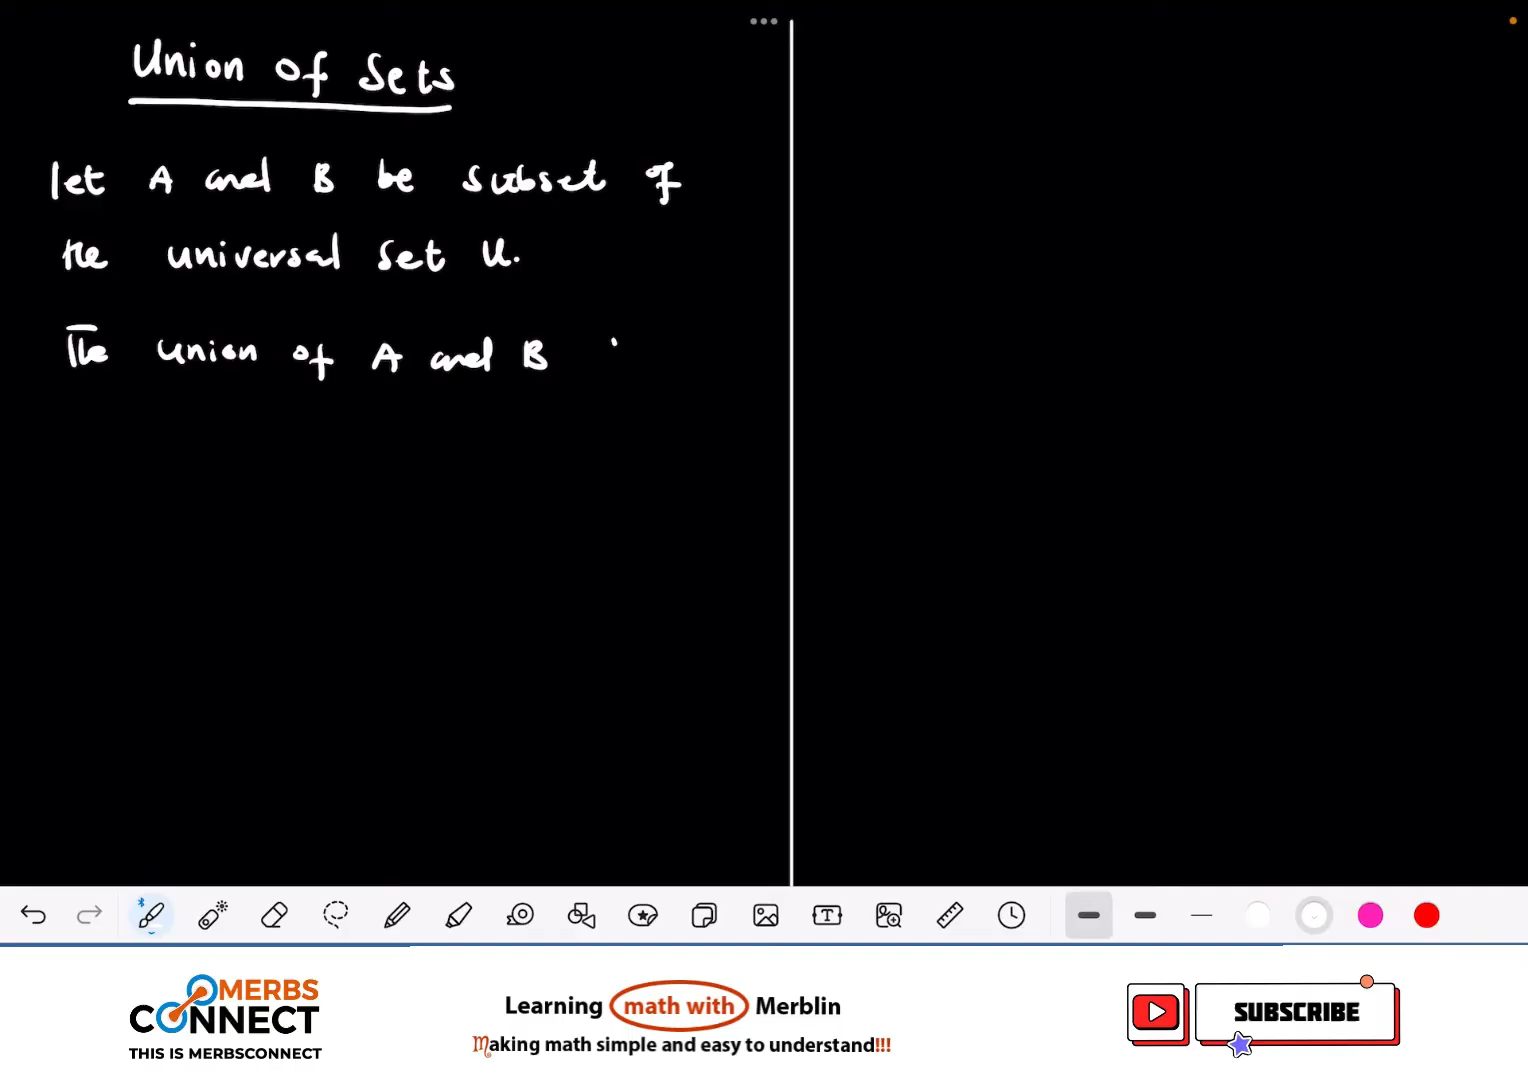 Union of Sets
let A and B be subset of
the universal set U.
The union of A and B
MERBS
CONNECT
THIS IS MERBSCONNECT
Learning math with Merblin
Making math simple and easy to understand!!!
SUBSCRIBE